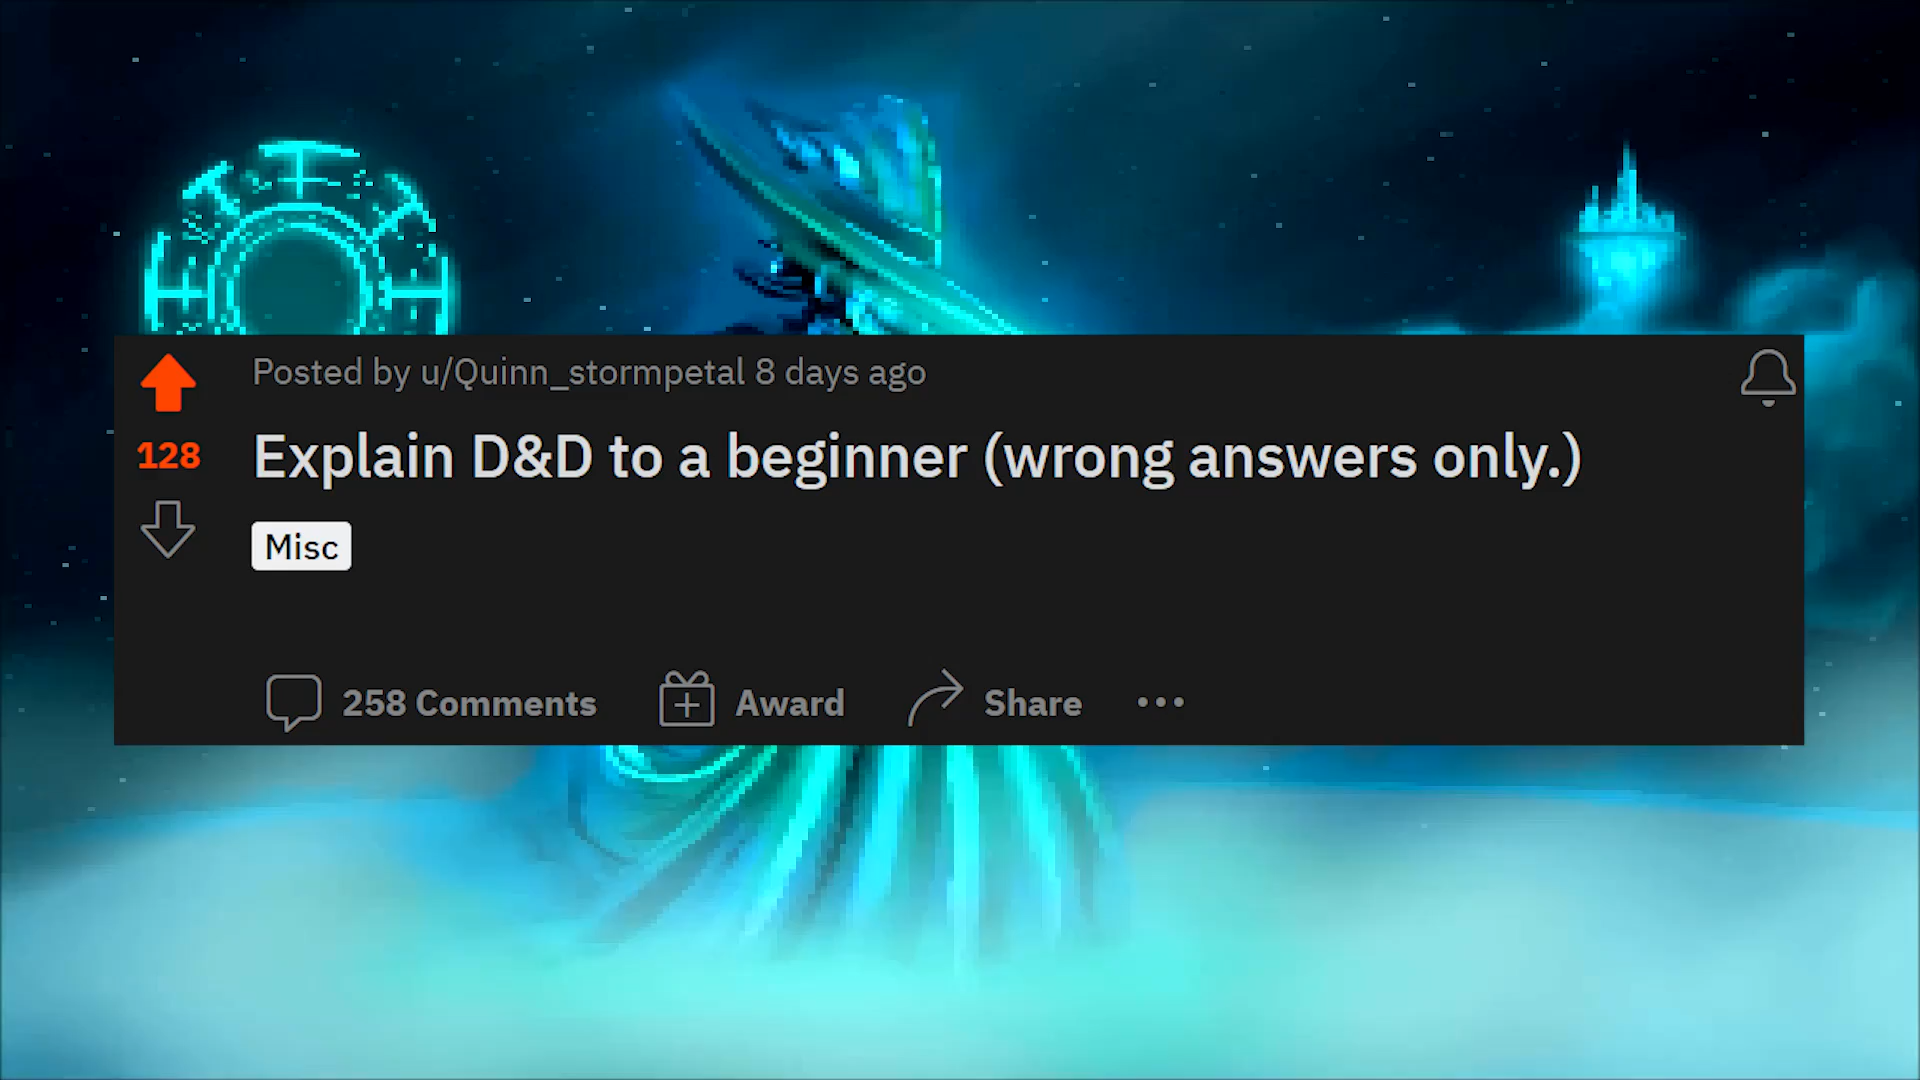 Posted by u/Quinn_stormpetal 8 days ago
128
Explain D&D to a beginner (wrong answers only.)
Misc
258 Comments Award Share